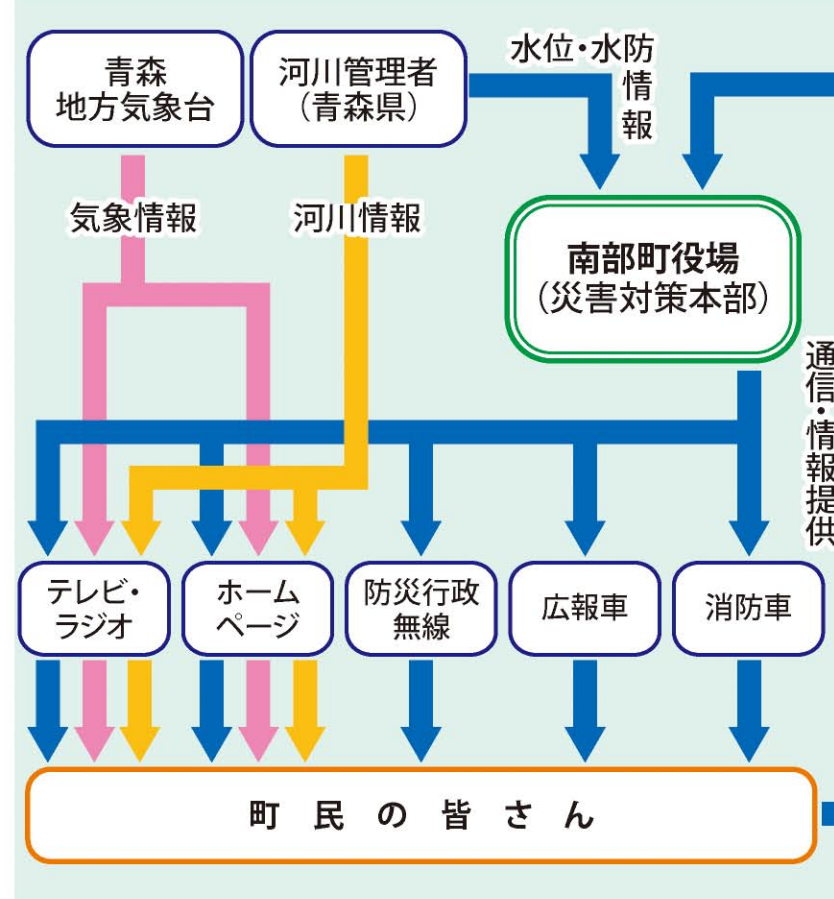 青森
地方気象台
河川管理者
（青森県）
水位・水防
情報
気象情報
河川情報
南部町役場
（災害対策本部）
通信・情報提供
テレビ・
ラジオ
ホーム
ページ
防災行政
無線
広報車
消防車
町民の皆さん